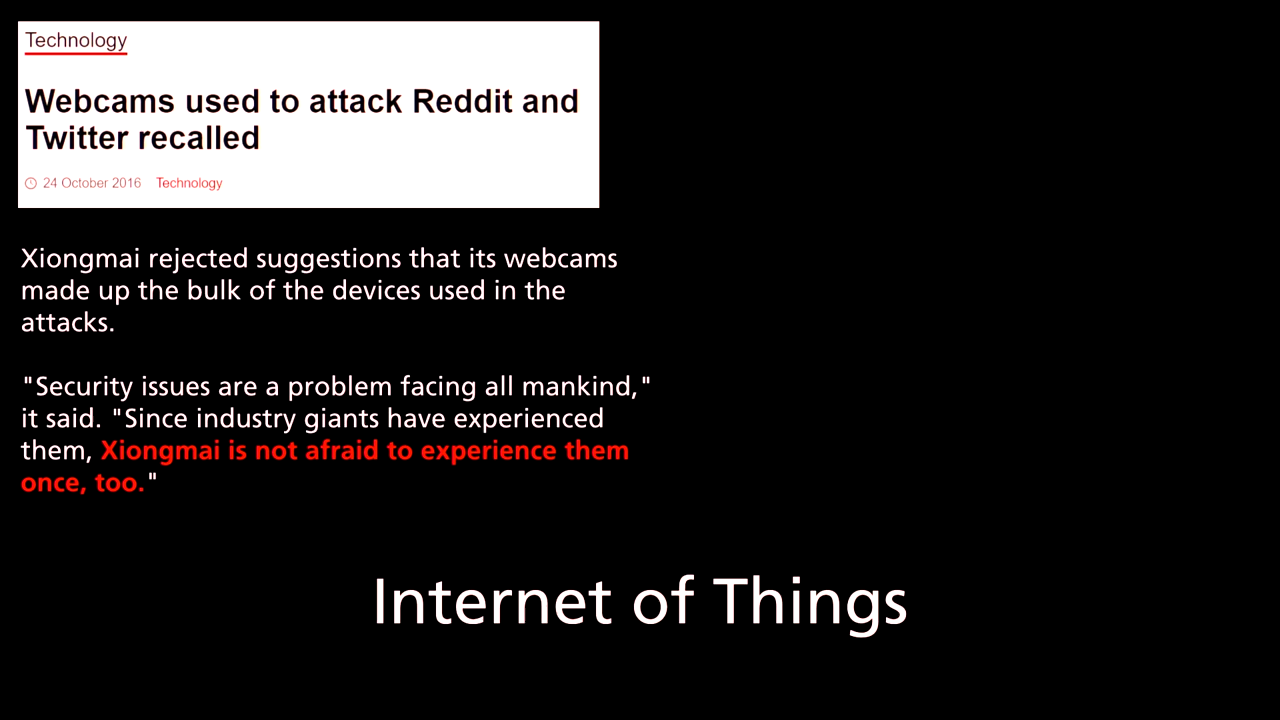 Technology
Webcams used to attack Reddit and
Twitter recalled
24 October 2016 Technology
Xiongmai rejected suggestions that its webcams
made up the bulk of the devices used in the
attacks.
"Security issues are a problem facing all mankind,"
it said. "Since industry giants have experienced
them, Xiongmai is not afraid to experience them
once, too."
Internet of Things